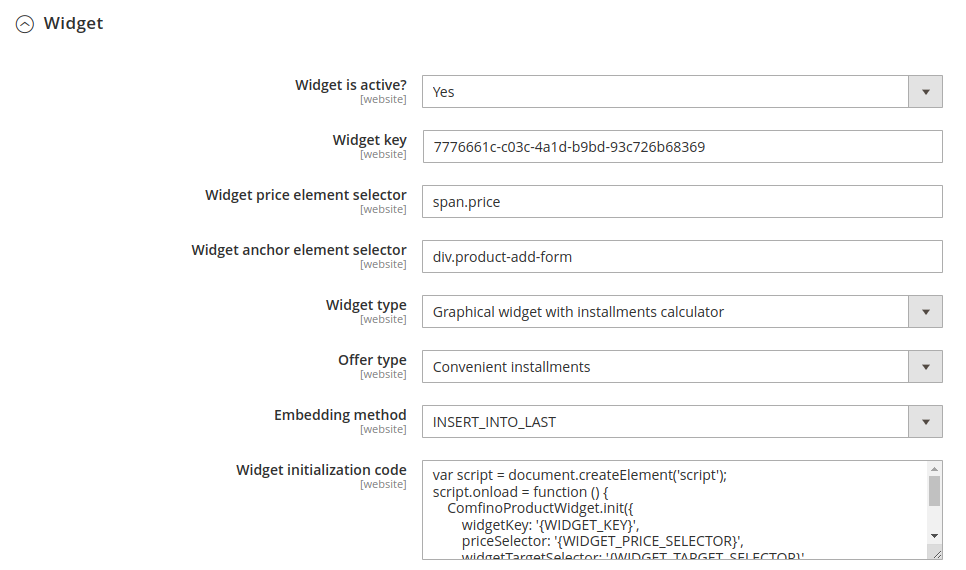 Widget
Widget is active?
[website]
Yes
Widget key
[website]
7776661c-c03c-4a1d-b9bd-93c726b68369
Widget price element selector
[website]
span.price
Widget anchor element selector
[website]
div.product-add-form
Widget type
[website]
Graphical widget with installments calculator
Offer type
[website]
Convenient installments
Embedding method
[website]
INSERT_INTO_LAST
Widget initialization code
[website]
var script = document.createElement('script');
script.onload = function () {
ComfinoProductWidget.init({
widgetKey: '{WIDGET_KEY}',
priceSelector: '{WIDGET_PRICE_SELECTOR}',
widgetTargetSelector: '{WIDGET_TARGET_SELECTOR}'